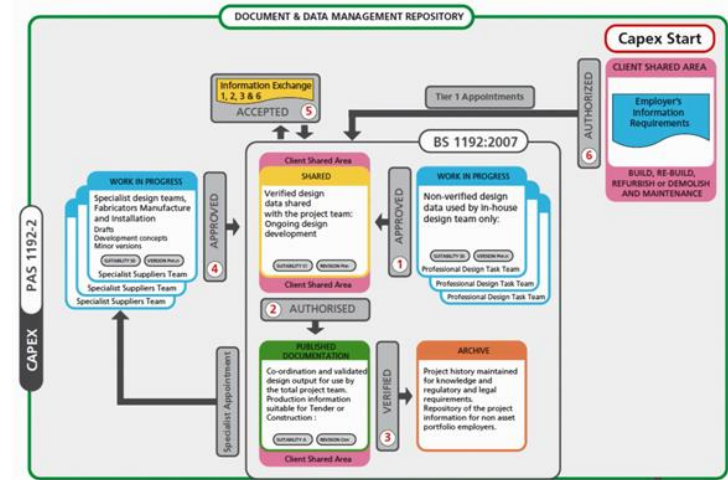 DOCUMENT & DATA MANAGEMENT REPOSITORY
Capex Start
CLIENT SHARED AREA
Employer's
Information
Requirements
BUILD, RE-BUILD,
REFURBISH or DEMOLISH
AND MAINTENANCE
AUTHORIZED
6
Tier 1 Appointments
Information Exchange
1, 2, 3 & 6
ACCEPTED
5
BS 1192:2007
PAS 1192-2
CAPEX
WORK IN PROGRESS
Specialist design teams,
Fabricators Manufacture
and Installation
Drafts
Development concepts
Minor versions
SUITABILITY S0
Specialist Suppliers Team
Specialist Suppliers Team
Specialist Suppliers Team
APPROVED
4
Client Shared Area
SHARED
Verified design
data shared
with the project team:
Ongoing design
development
Client Shared Area
APPROVED
1
WORK IN PROGRESS
Non-verified design
data used by in-house
design team only:
SUITABILITY S0
Professional Design Task Team
Professional Design Task Team
Professional Design Task Team
2
AUTHORISED
PUBLISHED
DOCUMENTATION
Co-ordination and validated
design output for use by
the total project team.
Production information
suitable for Tender or
Construction :
SUITABILITY A
Client Shared Area
Specialist Appointment
VERIFIED
3
ARCHIVE
Project history maintained
for knowledge and
regulatory and legal
requirements.
Repository of the project
information for non asset
portfolio employers.